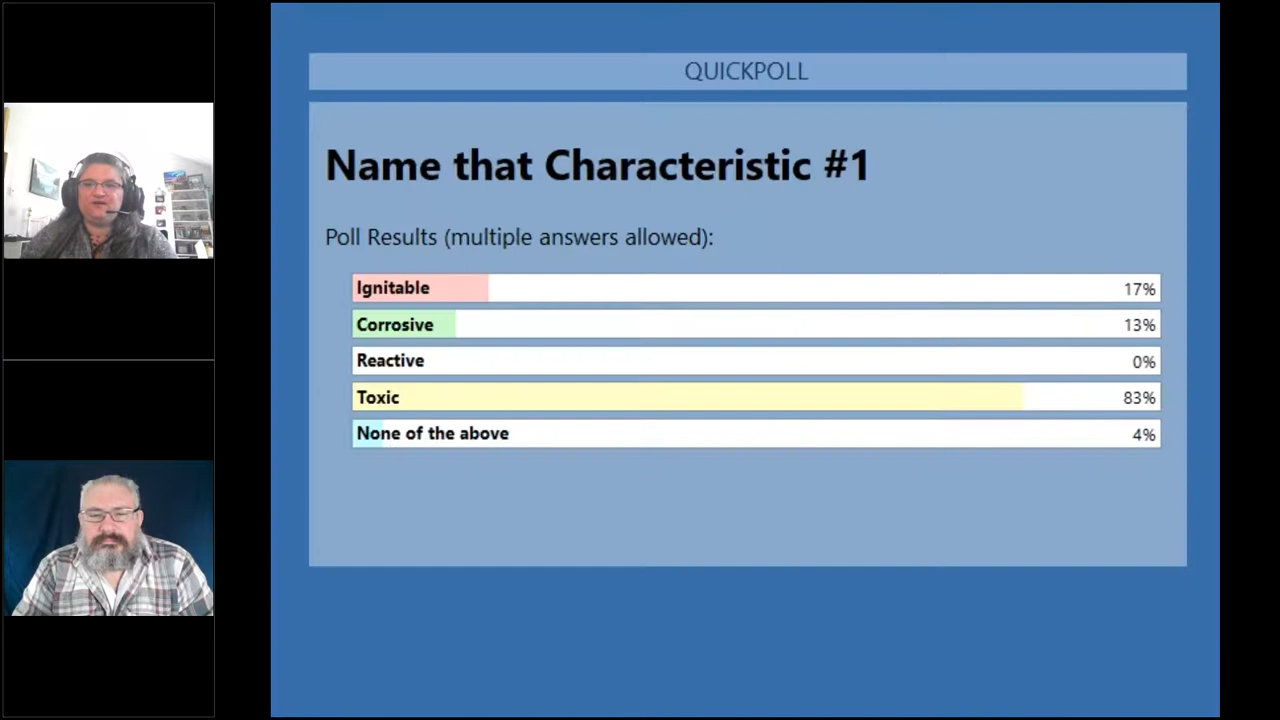 QUICKPOLL
Name that Characteristic #1
Poll Results (multiple answers allowed):
Ignitable 17%
Corrosive 13%
Reactive 0%
Toxic 83%
None of the above 4%